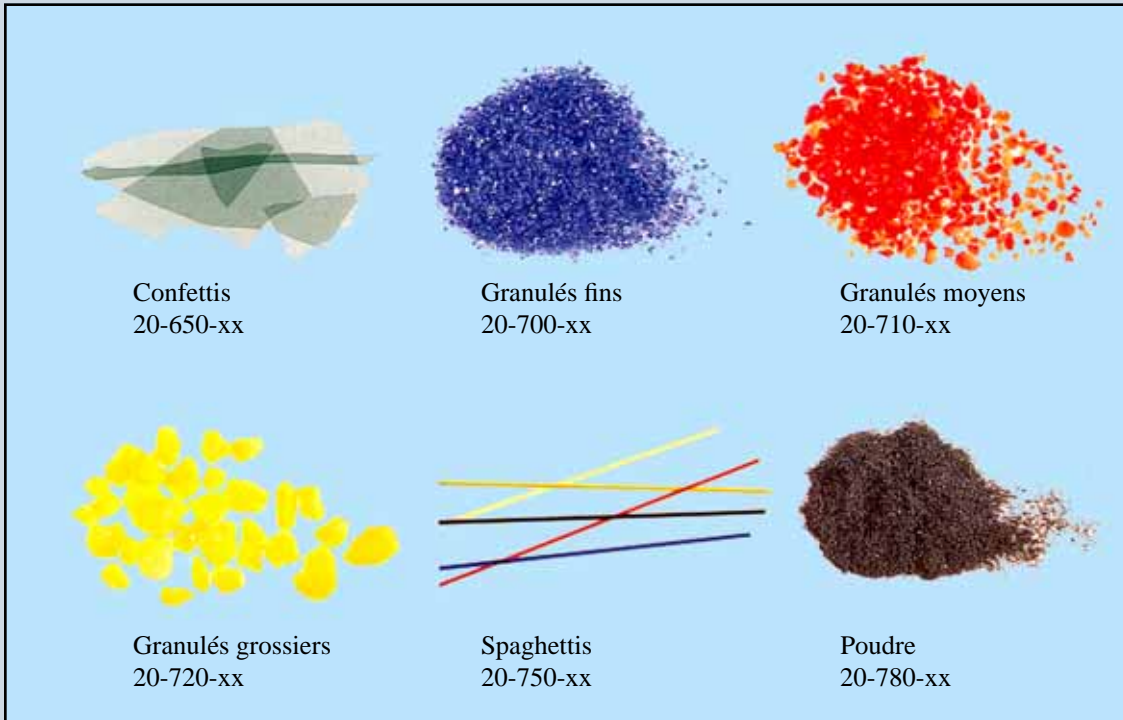 Confettis
20-650-xx
Granulés fins
20-700-xx
Granulés moyens
20-710-xx
Granulés grossiers
20-720-xx
Spaghettis
20-750-xx
Poudre
20-780-xx